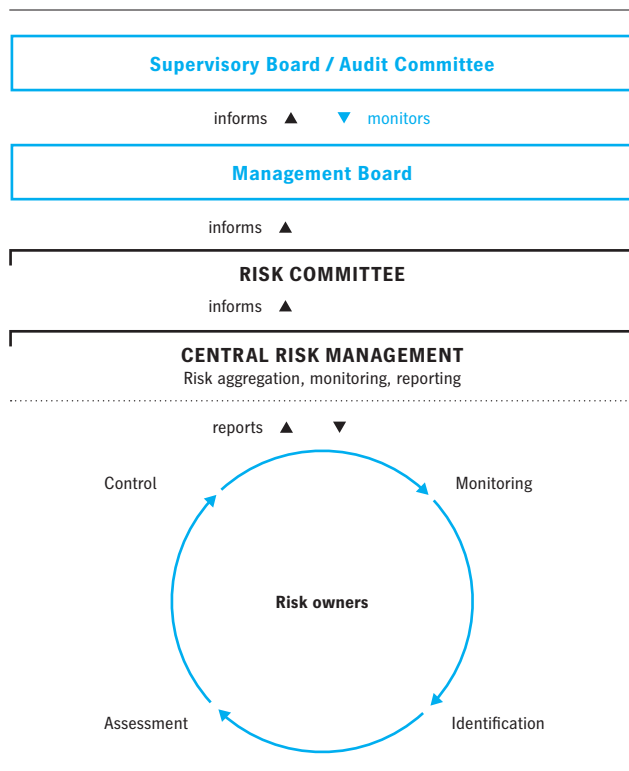 Supervisory Board / Audit Committee
informs ▲ ▼ monitors
Management Board
informs ▲
RISK COMMITTEE
informs ▲
CENTRAL RISK MANAGEMENT
Risk aggregation, monitoring, reporting
reports ▲ ▼
Control
Monitoring
Risk owners
Assessment
Identification